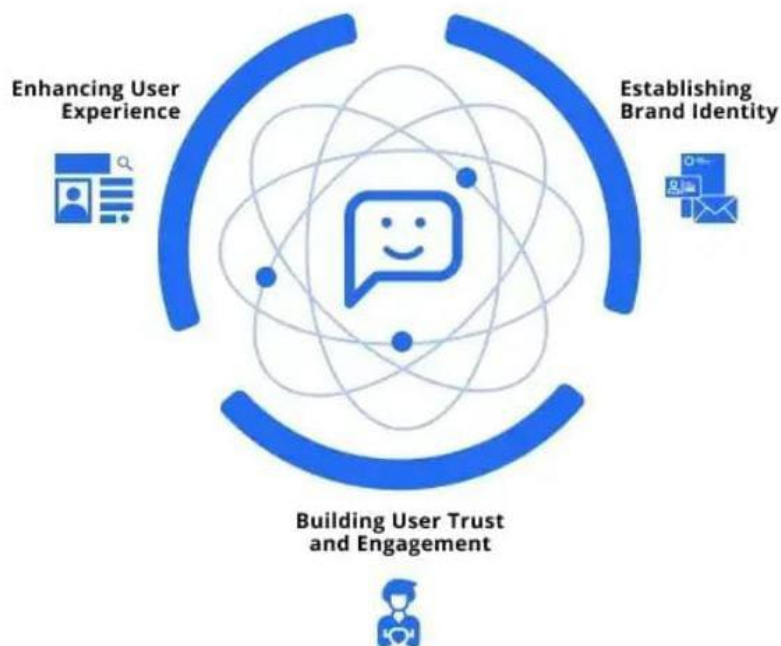 Enhancing User
Experience
Establishing
Brand Identity
Building User Trust
and Engagement